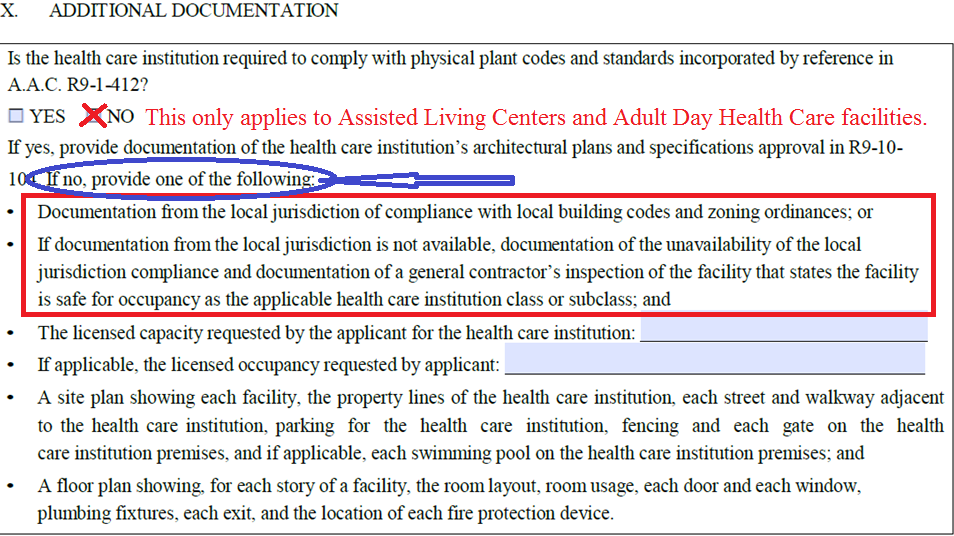 X. ADDITIONAL DOCUMENTATION
Is the health care institution required to comply with physical plant codes and standards incorporated by reference in
A.A.C. R9-1-412?
YES NO This only applies to Assisted Living Centers and Adult Day Health Care facilities.
If yes, provide documentation of the health care institution's architectural plans and specifications approval in R9-10-
104. If no, provide one of the following:
• Documentation from the local jurisdiction of compliance with local building codes and zoning ordinances; or
• If documentation from the local jurisdiction is not available, documentation of the unavailability of the local
jurisdiction compliance and documentation of a general contractor's inspection of the facility that states the facility
is safe for occupancy as the applicable health care institution class or subclass; and
• The licensed capacity requested by the applicant for the health care institution:
• If applicable, the licensed occupancy requested by applicant:
• A site plan showing each facility, the property lines of the health care institution, each street and walkway adjacent
to the health care institution, parking for the health care institution, fencing and each gate on the health
care institution premises, and if applicable, each swimming pool on the health care institution premises; and
• A floor plan showing, for each story of a facility, the room layout, room usage, each door and each window,
plumbing fixtures, each exit, and the location of each fire protection device.